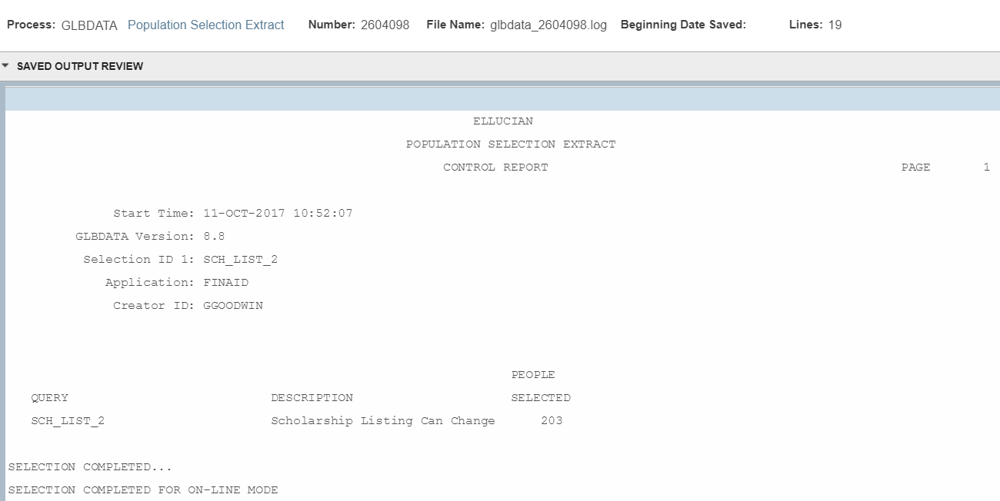 Process: GLBDATA Population Selection Extract Number: 2604098 File Name: glbdata_2604098.log Beginning Date Saved: Lines: 19
SAVED OUTPUT REVIEW
ELLUCIAN
POPULATION SELECTION EXTRACT
CONTROL REPORT PAGE 1
Start Time: 11-OCT-2017 10:52:07
GLBDATA Version: 8.8
Selection ID 1: SCH_LIST_2
Application: FINAID
Creator ID: GGOODWIN
PEOPLE
QUERY DESCRIPTION SELECTED
SCH_LIST_2 Scholarship Listing Can Change 203
SELECTION COMPLETED...
SELECTION COMPLETED FOR ON-LINE MODE